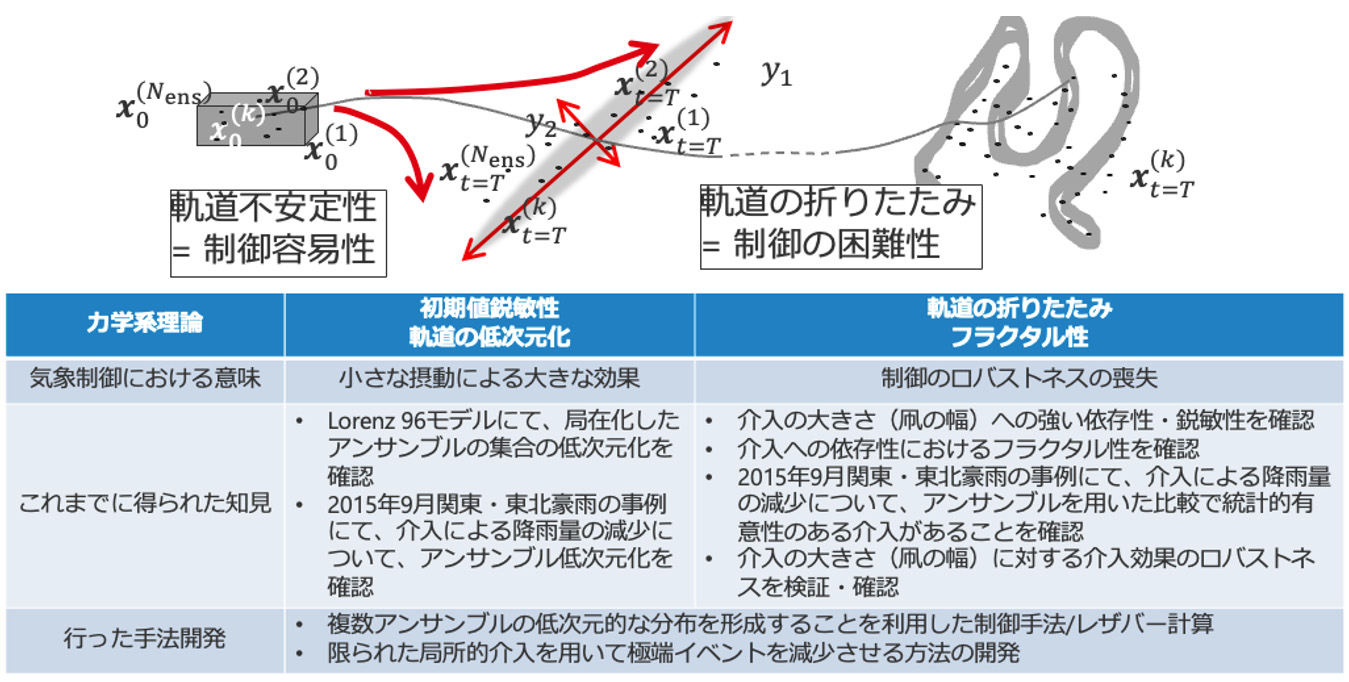 x_0^{(N_ens)}
x_0^{(2)}
x_0^{(k)}
x_0^{(1)}
x_{t=T}^{(2)}
y_1
y_2
x_{t=T}^{(1)}
x_{t=T}^{(N_ens)}
x_{t=T}^{(k)}
x_{t=T}^{(k)}
軌道不安定性
= 制御容易性
軌道の折りたたみ
= 制御の困難性
力学系理論
初期値鋭敏性
軌道の低次元化
軌道の折りたたみ
フラクタル性
気象制御における意味
小さな摂動による大きな効果
制御のロバストネスの喪失
これまでに得られた知見
• Lorenz 96モデルにて、局在化した
アンサンブルの集合の低次元化を
確認
• 2015年9月関東・東北豪雨の事例
にて、介入による降雨量の減少に
ついて、アンサンブル低次元化を
確認
• 介入の大きさ（凧の幅）への強い依存性・鋭敏性を確認
• 介入への依存性におけるフラクタル性を確認
• 2015年9月関東・東北豪雨の事例にて、介入による降雨量
の減少について、アンサンブルを用いた比較で統計的有
意性のある介入があることを確認
• 介入の大きさ（凧の幅）に対する介入効果のロバストネ
スを検証・確認
行った手法開発
• 複数アンサンブルの低次元的な分布を形成することを利用した制御手法/レザバー計算
• 限られた局所的介入を用いて極端イベントを減少させる方法の開発